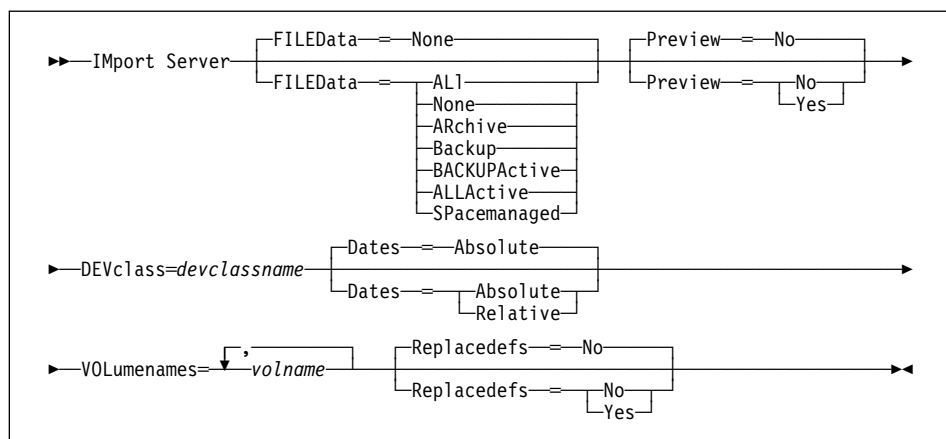 FILEData = None
Preview = No
IMport Server
FILEData = ALl
Preview = No
None
Yes
ARchive
Backup
BACKUPActive
ALLActive
SPacemanaged
Dates = Absolute
DEVclass=devclassname
Dates = Absolute
Relative
,
Replacedefs = No
VOLumenames= volname
Replacedefs = No
Yes